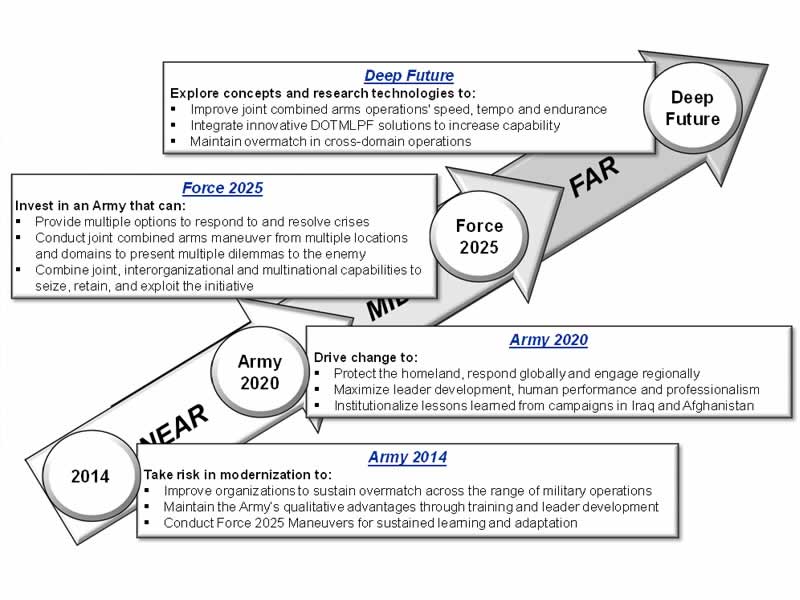 Deep Future
Explore concepts and research technologies to:
▪ Improve joint combined arms operations' speed, tempo and endurance
▪ Integrate innovative DOTMLPF solutions to increase capability
▪ Maintain overmatch in cross-domain operations
Deep
Future
FAR
Force 2025
Invest in an Army that can:
▪ Provide multiple options to respond to and resolve crises
▪ Conduct joint combined arms maneuver from multiple locations
and domains to present multiple dilemmas to the enemy
▪ Combine joint, interorganizational and multinational capabilities to
seize, retain, and exploit the initiative
Force
2025
Army 2020
Drive change to:
▪ Protect the homeland, respond globally and engage regionally
▪ Maximize leader development, human performance and professionalism
▪ Institutionalize lessons learned from campaigns in Iraq and Afghanistan
Army
2020
NEAR
Army 2014
Take risk in modernization to:
▪ Improve organizations to sustain overmatch across the range of military operations
▪ Maintain the Army's qualitative advantages through training and leader development
▪ Conduct Force 2025 Maneuvers for sustained learning and adaptation
2014